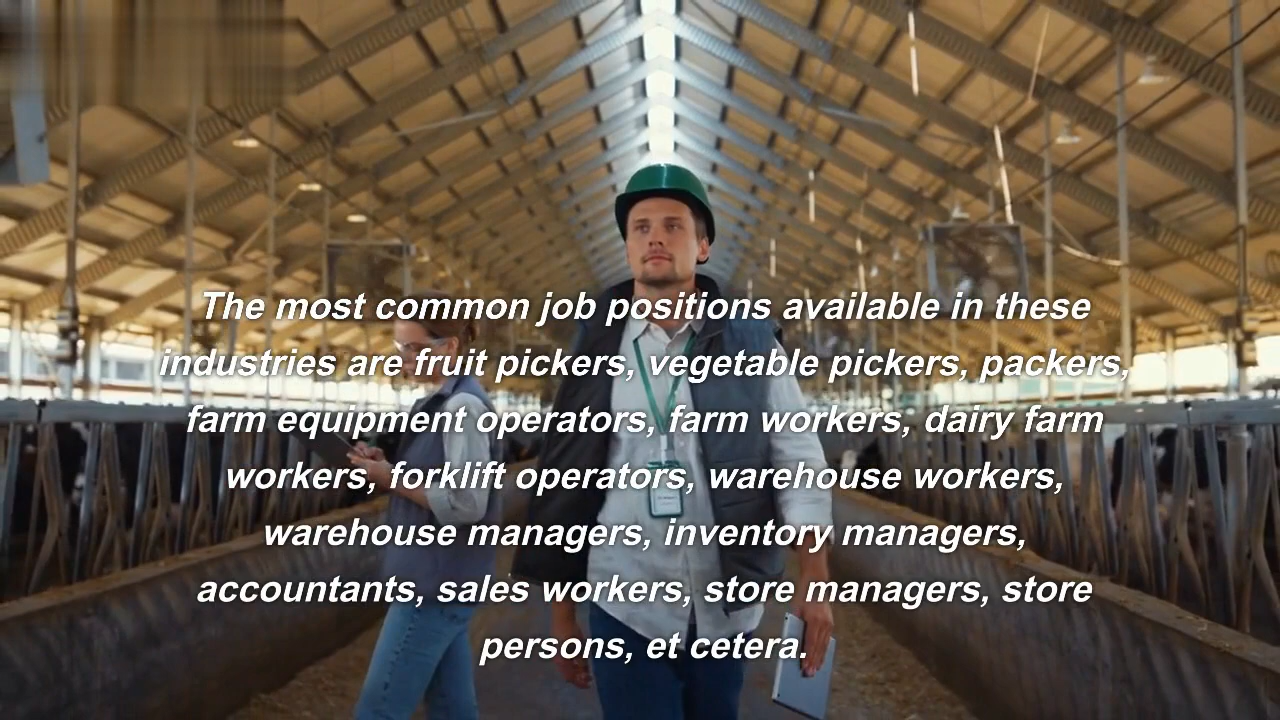 The most common job positions available in these
industries are fruit pickers, vegetable pickers, packers,
farm equipment operators, farm workers, dairy farm
workers, forklift operators, warehouse workers,
warehouse managers, inventory managers,
accountants, sales workers, store managers, store
persons, et cetera.